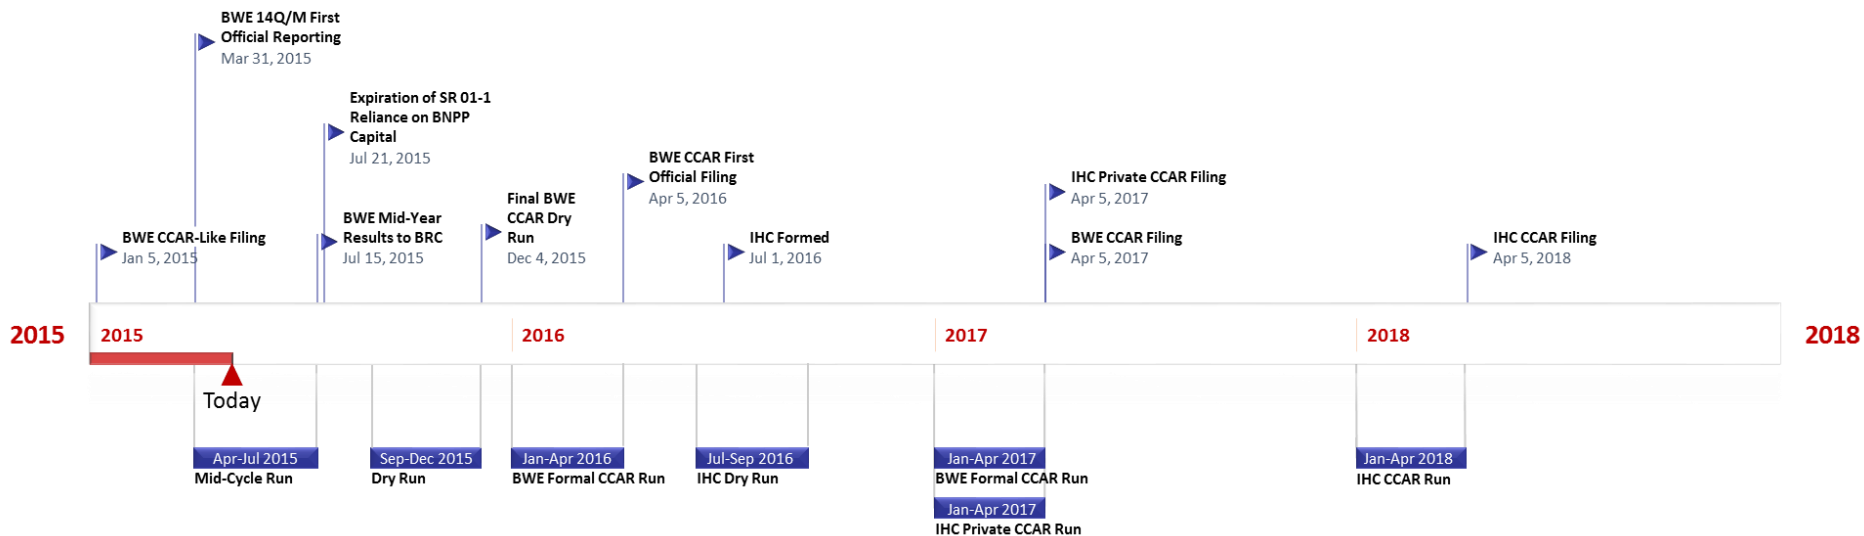 BWE 14Q/M First
Official Reporting
Mar 31, 2015
Expiration of SR 01-1
Reliance on BNPP
Capital
Jul 21, 2015
BWE CCAR First
Official Filing
Apr 5, 2016
IHC Private CCAR Filing
Apr 5, 2017
Final BWE
CCAR Dry
Run
Dec 4, 2015
BWE Mid-Year
Results to BRC
Jul 15, 2015
BWE CCAR-Like Filing
Jan 5, 2015
IHC Formed
Jul 1, 2016
BWE CCAR Filing
Apr 5, 2017
IHC CCAR Filing
Apr 5, 2018
2015
2015
2016
2017
2018
2018
Today
Apr-Jul 2015
Mid-Cycle Run
Sep-Dec 2015
Dry Run
Jan-Apr 2016
BWE Formal CCAR Run
Jul-Sep 2016
IHC Dry Run
Jan-Apr 2017
BWE Formal CCAR Run
Jan-Apr 2017
IHC Private CCAR Run
Jan-Apr 2018
IHC CCAR Run